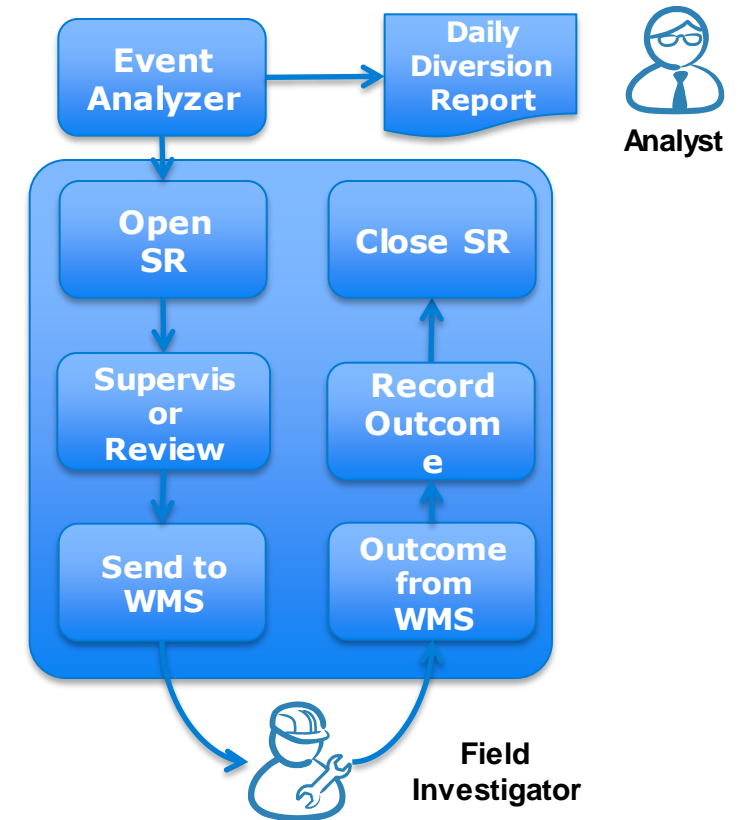 Event
Analyzer
Daily
Diversion
Report
Analyst
Open
SR
Close SR
Supervis
or
Review
Record
Outcom
e
Send to
WMS
Outcome
from
WMS
Field
Investigator